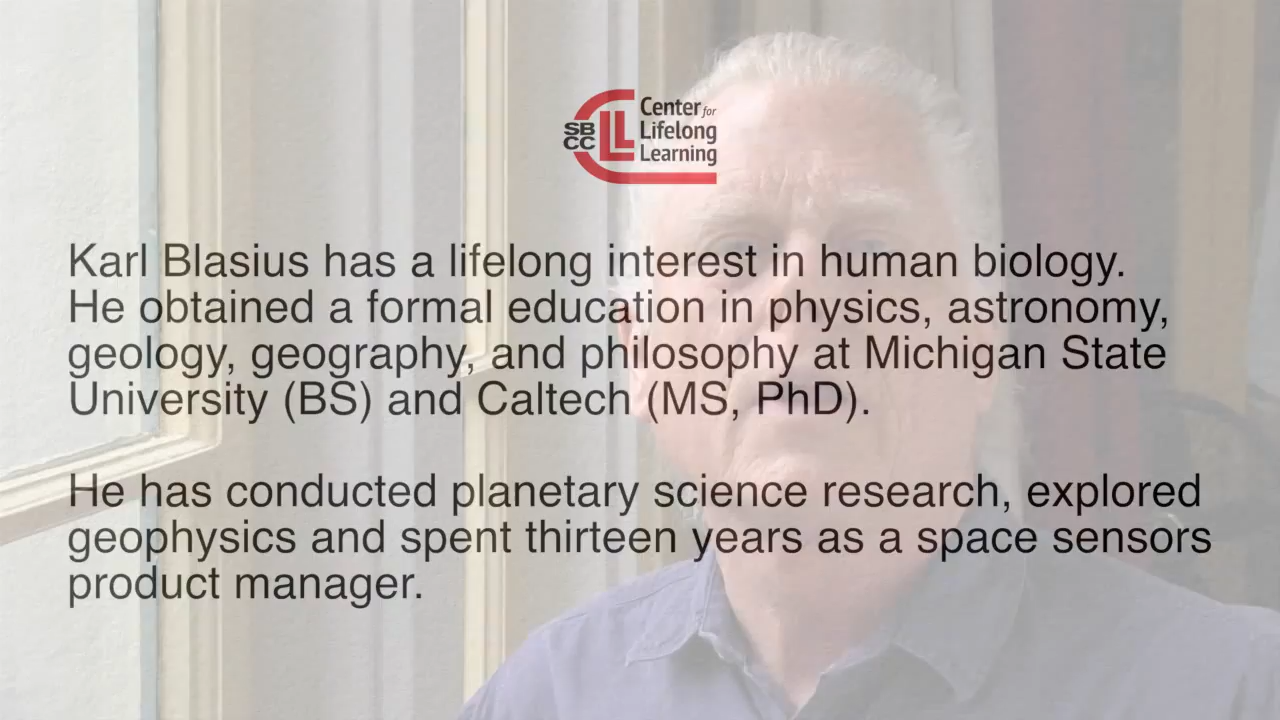 SB
CC
Center for
Lifelong
Learning
Karl Blasius has a lifelong interest in human biology.
He obtained a formal education in physics, astronomy,
geology, geography, and philosophy at Michigan State
University (BS) and Caltech (MS, PhD).
He has conducted planetary science research, explored
geophysics and spent thirteen years as a space sensors
product manager.